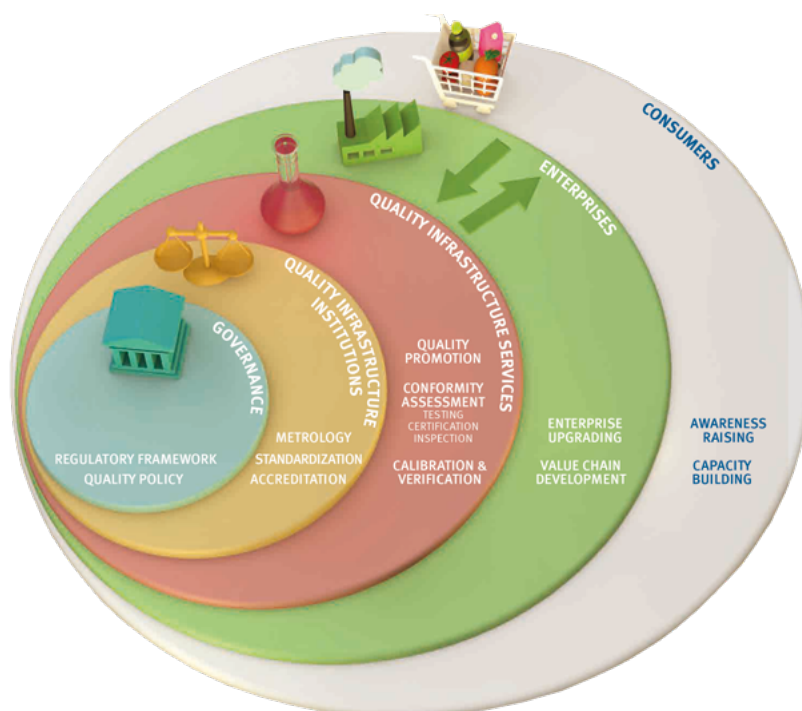 CONSUMERS
ENTERPRISES
QUALITY INFRASTRUCTURE SERVICES
QUALITY INFRASTRUCTURE
INSTITUTIONS
GOVERNANCE
REGULATORY FRAMEWORK
QUALITY POLICY
METROLOGY
STANDARDIZATION
ACCREDITATION
QUALITY
PROMOTION
CONFORMITY
ASSESSMENT
TESTING
CERTIFICATION
INSPECTION
CALIBRATION &
VERIFICATION
ENTERPRISE
UPGRADING
VALUE CHAIN
DEVELOPMENT
AWARENESS
RAISING
CAPACITY
BUILDING